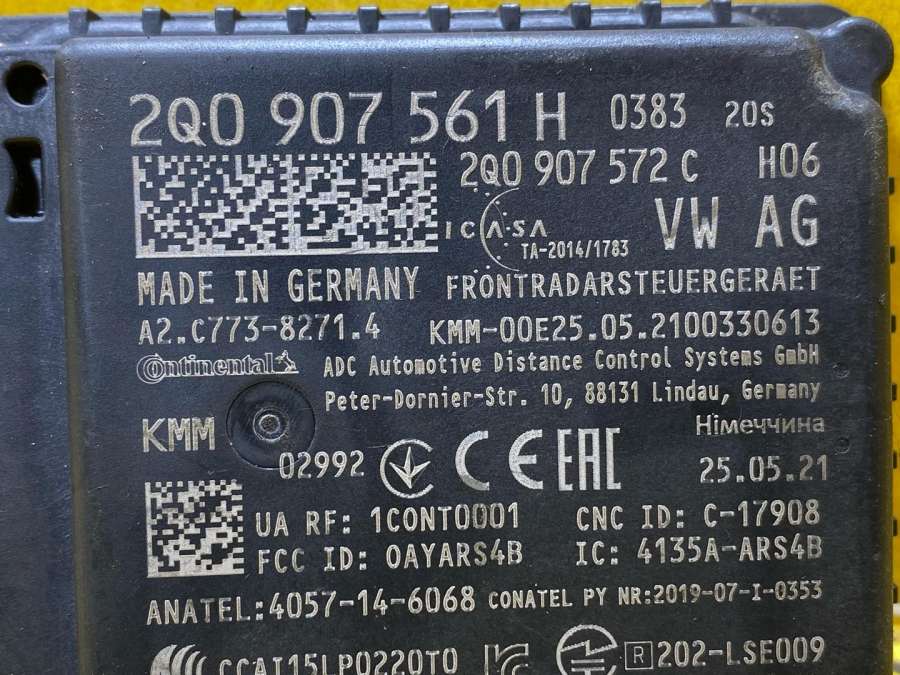 2Q0 907 561 H 0383 20S
2Q0 907 572 C H06
ICASA VW AG
TA-2014/1783
MADE IN GERMANY FRONTRADARSTEUERGERAET
A2.C773-8271.4 KMM-00E25.05.2100330613
Continental ADC Automotive Distance Control Systems GmbH
Peter-Dornier-Str. 10, 88131 Lindau, Germany
KMM Німеччина
02992 CE EAC 25.05.21
UA RF: 1CONT0001 CNC ID: C-17908
FCC ID: OAYARS4B IC: 4135A-ARS4B
ANATEL:4057-14-6068 CONATEL PY NR:2019-07-I-0353
CCAI15LP0220T0 R 202-LSE009